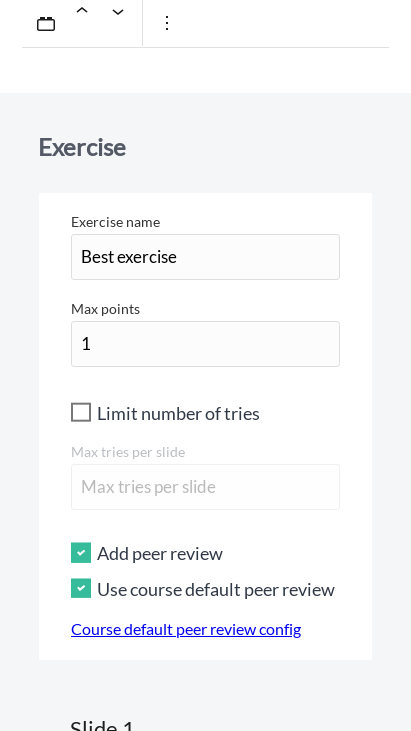 Exercise
Exercise name
Best exercise
Max points
1
Limit number of tries
Max tries per slide
Max tries per slide
Add peer review
Use course default peer review
Course default peer review config
Slide 1